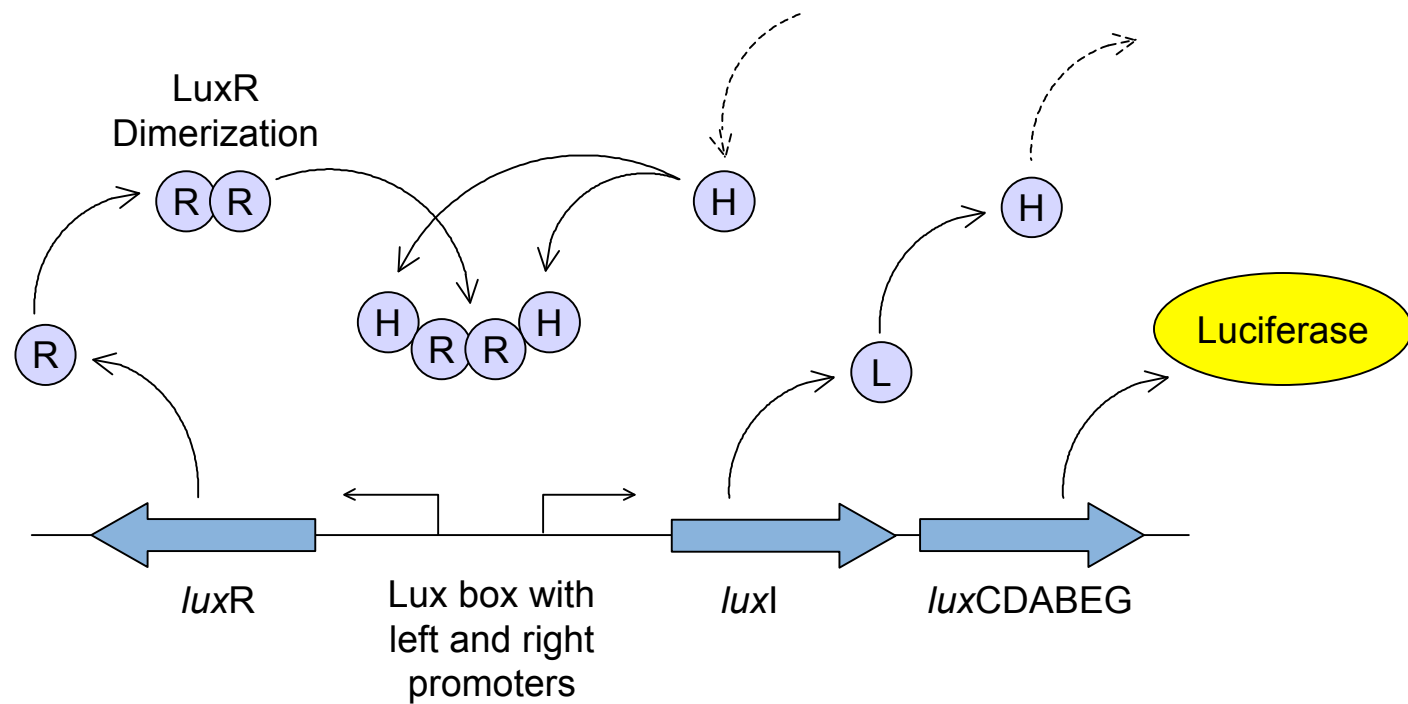 LuxR
Dimerization
R R
H
H
H
H
R R
R
L
Luciferase
luxR
Lux box with
left and right
promoters
luxI
luxCDABEG